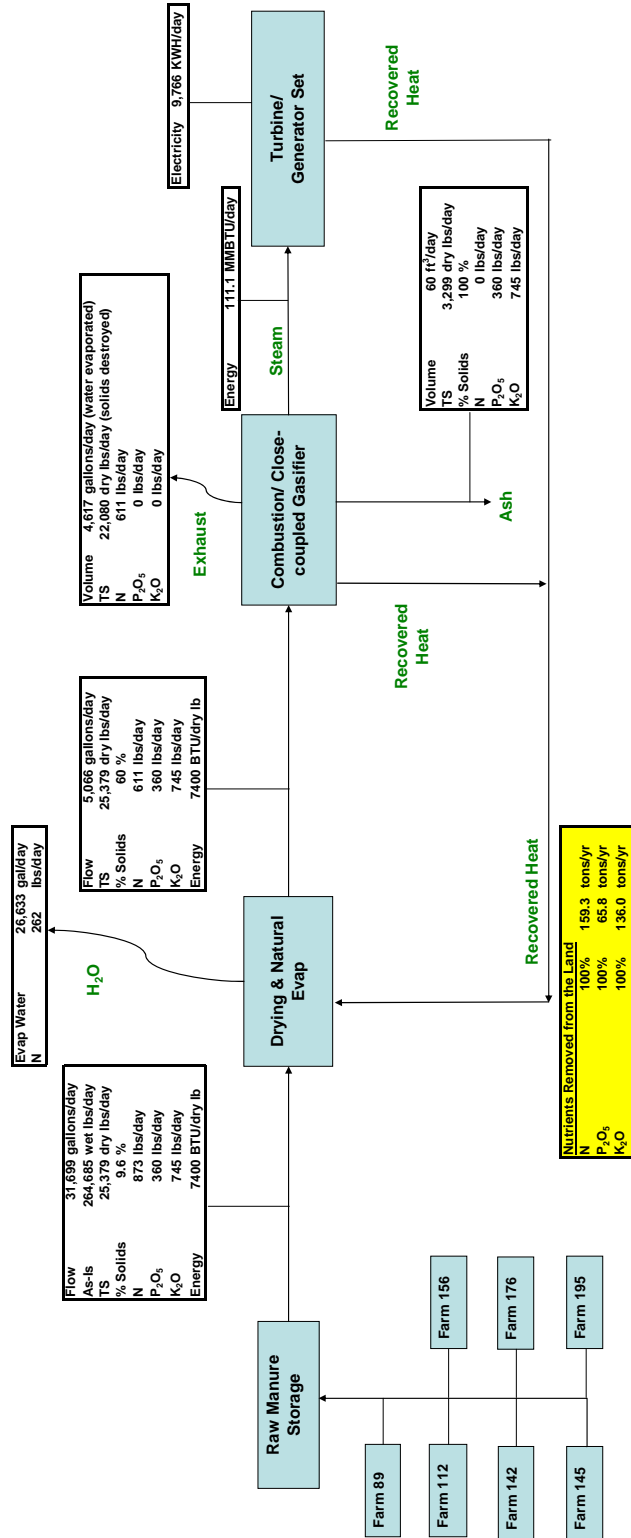 Flow 31,699 gallons/day
As-Is 264,685 wet lbs/day
TS 25,379 dry lbs/day
% Solids 9.6 %
N 873 lbs/day
P₂O₅ 360 lbs/day
K₂O 745 lbs/day
Energy 7400 BTU/dry lb
Evap Water 26,633 gal/day
N 262 lbs/day
H₂O
Flow 5,066 gallons/day
TS 25,379 dry lbs/day
% Solids 60 %
N 611 lbs/day
P₂O₅ 360 lbs/day
K₂O 745 lbs/day
Energy 7400 BTU/dry lb
Volume 4,617 gallons/day (water evaporated)
TS 22,080 dry lbs/day (solids destroyed)
N 611 lbs/day
P₂O₅ 0 lbs/day
K₂O 0 lbs/day
Exhaust
Energy 111.1 MMBTU/day
Steam
Electricity 9,766 KWH/day
Raw Manure
Storage
Drying & Natural
Evap
Combustion/ Close-
coupled Gasifier
Turbine/
Generator Set
Recovered
Heat
Recovered
Heat
Ash
Volume 60 ft³/day
TS 3,299 dry lbs/day
% Solids 100 %
N 0 lbs/day
P₂O₅ 360 lbs/day
K₂O 745 lbs/day
Recovered Heat
Farm 89
Farm 112
Farm 142
Farm 145
Farm 156
Farm 176
Farm 195
Nutrients Removed from the Land
N 100% 159.3 tons/yr
P₂O₅ 100% 65.8 tons/yr
K₂O 100% 136.0 tons/yr